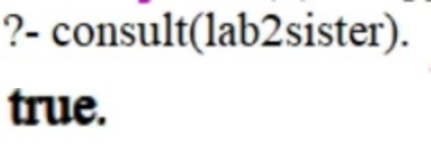 ?- consult(lab2sister).
true.